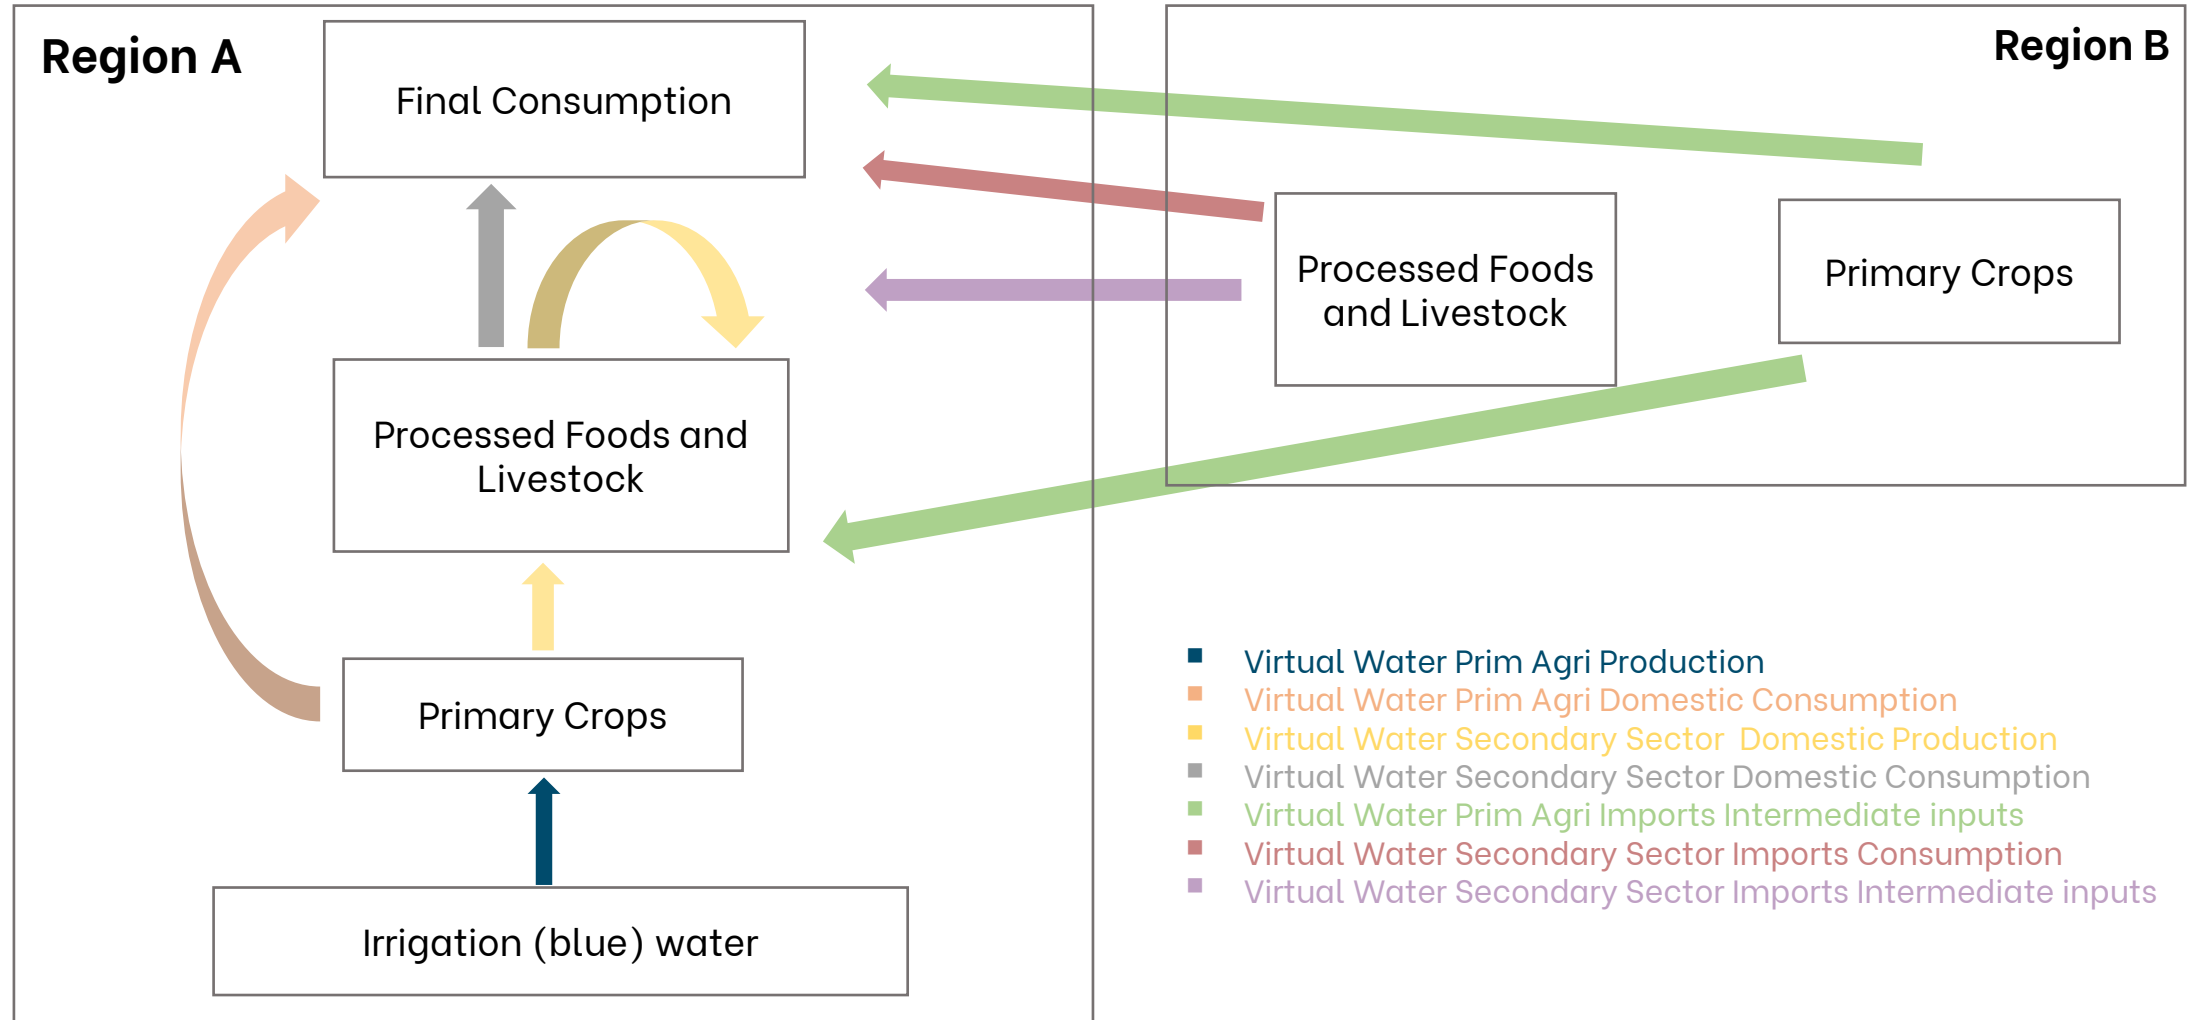 Region A
Final Consumption
Processed Foods and
Livestock
Primary Crops
Irrigation (blue) water
Region B
Processed Foods
and Livestock
Primary Crops
Virtual Water Prim Agri Production
Virtual Water Prim Agri Domestic Consumption
Virtual Water Secondary Sector  Domestic Production
Virtual Water Secondary Sector Domestic Consumption
Virtual Water Prim Agri Imports Intermediate inputs
Virtual Water Secondary Sector Imports Consumption
Virtual Water Secondary Sector Imports Intermediate inputs